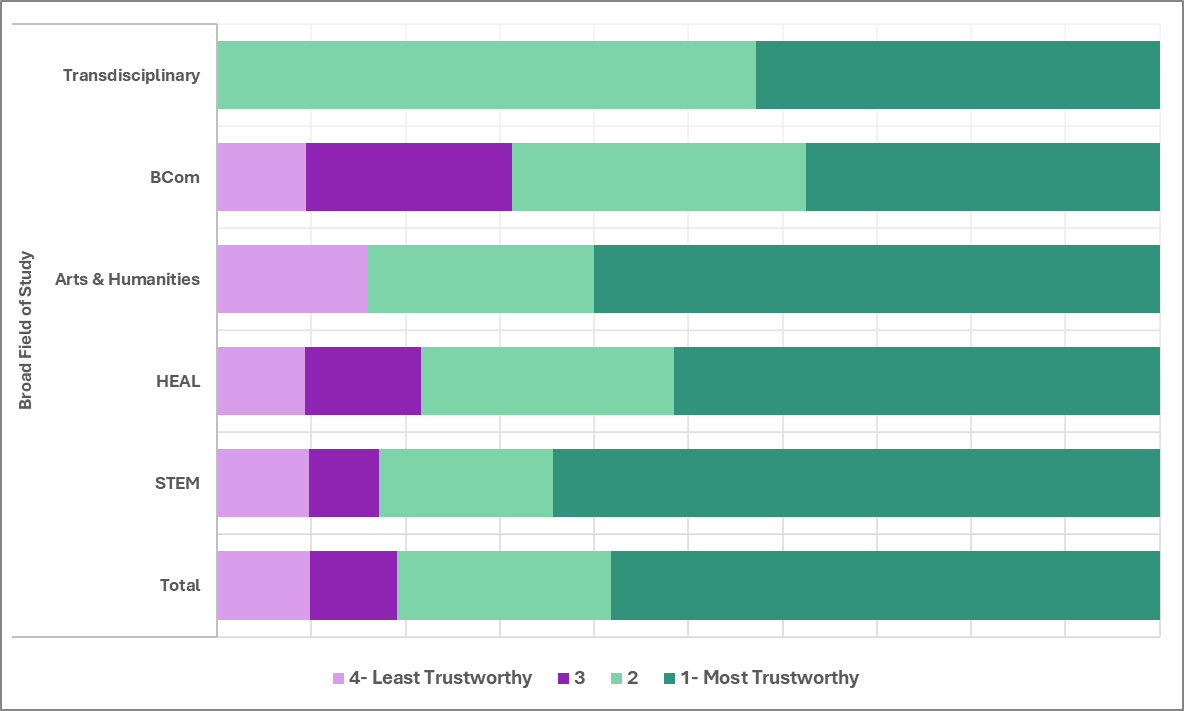 Broad Field of Study
Transdisciplinary
BCom
Arts & Humanities
HEAL
STEM
Total
4- Least Trustworthy 3 2 1- Most Trustworthy